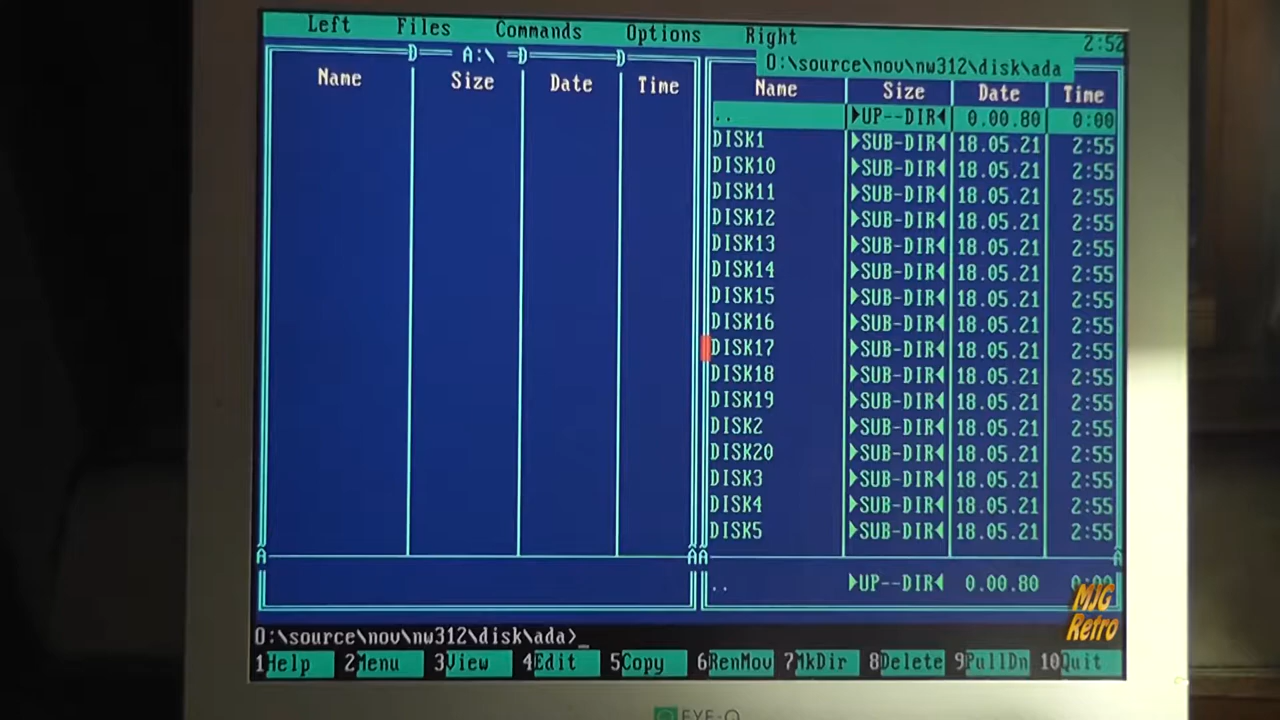 Left Files Commands Options Right 2:52
A:\ O:\source\nov\nw312\disk\ada
Name Size Date Time Name Size Date Time
.. ►UP--DIR◄ 0.00.80 0:00
DISK1 ►SUB-DIR◄ 18.05.21 2:55
DISK10 ►SUB-DIR◄ 18.05.21 2:55
DISK11 ►SUB-DIR◄ 18.05.21 2:55
DISK12 ►SUB-DIR◄ 18.05.21 2:55
DISK13 ►SUB-DIR◄ 18.05.21 2:55
DISK14 ►SUB-DIR◄ 18.05.21 2:55
DISK15 ►SUB-DIR◄ 18.05.21 2:55
DISK16 ►SUB-DIR◄ 18.05.21 2:55
DISK17 ►SUB-DIR◄ 18.05.21 2:55
DISK18 ►SUB-DIR◄ 18.05.21 2:55
DISK19 ►SUB-DIR◄ 18.05.21 2:55
DISK2 ►SUB-DIR◄ 18.05.21 2:55
DISK20 ►SUB-DIR◄ 18.05.21 2:55
DISK3 ►SUB-DIR◄ 18.05.21 2:55
DISK4 ►SUB-DIR◄ 18.05.21 2:55
DISK5 ►SUB-DIR◄ 18.05.21 2:55
.. ►UP--DIR◄ 0.00.80 0:00
MJG
Retro
O:\source\nov\nw312\disk\ada>_
1Help 2Menu 3View 4Edit 5Copy 6RenMov 7MkDir 8Delete 9PullDn 10Quit
EYE-Q